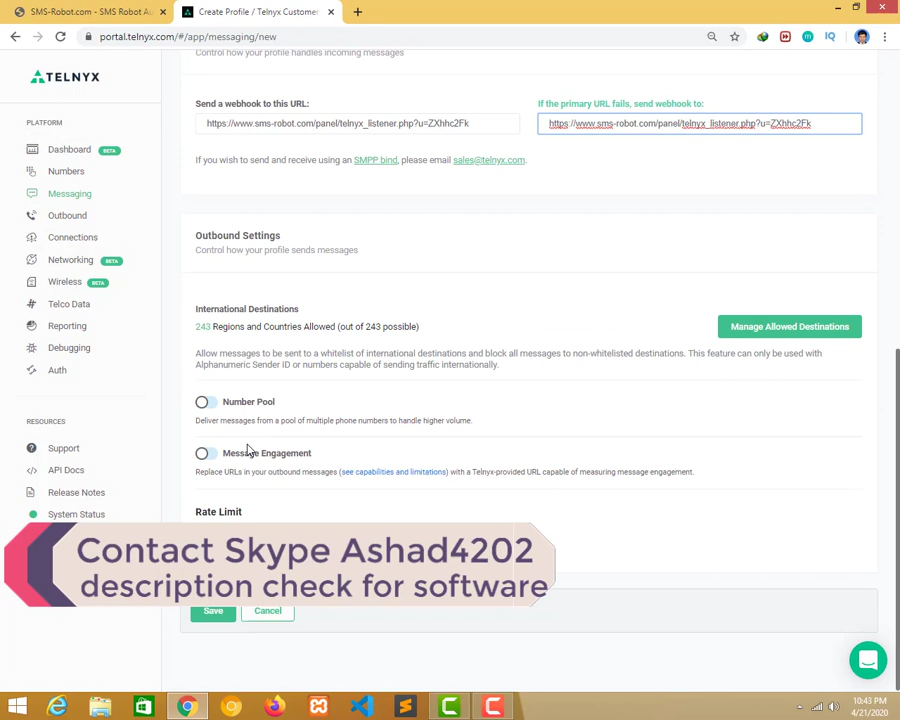 SMS-Robot.com - SMS Robot Au
Create Profile / Telnyx Customer
portal.telnyx.com/#/app/messaging/new
TELNYX
PLATFORM
Dashboard BETA
Numbers
Messaging
Outbound
Connections
Networking BETA
Wireless BETA
Telco Data
Reporting
Debugging
Auth
RESOURCES
Support
API Docs
Release Notes
System Status
Control how your profile handles incoming messages
Send a webhook to this URL:
https://www.sms-robot.com/panel/telnyx_listener.php?u=ZXhhc2Fk
If the primary URL fails, send webhook to:
https://www.sms-robot.com/panel/telnyx_listener.php?u=ZXhhc2Fk
If you wish to send and receive using an SMPP bind, please email sales@telnyx.com.
Outbound Settings
Control how your profile sends messages
International Destinations
243 Regions and Countries Allowed (out of 243 possible)
Manage Allowed Destinations
Allow messages to be sent to a whitelist of international destinations and block all messages to non-whitelisted destinations. This feature can only be used with
Alphanumeric Sender ID or numbers capable of sending traffic internationally.
Number Pool
Deliver messages from a pool of multiple phone numbers to handle higher volume.
Message Engagement
Replace URLs in your outbound messages (see capabilities and limitations) with a Telnyx-provided URL capable of measuring message engagement.
Rate Limit
Contact Skype Ashad4202
description check for software
Save
Cancel
10:43 PM
4/21/2020